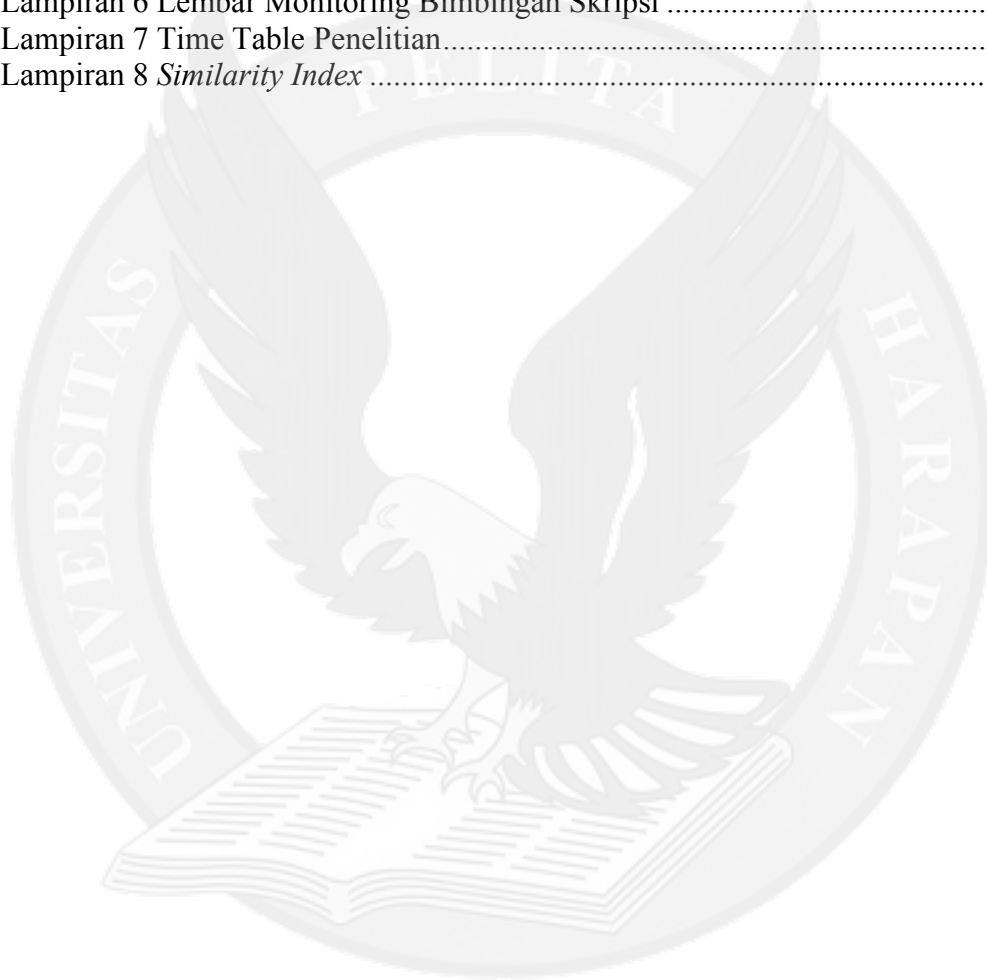 Lampiran 6 Lembar Monitoring Bimbingan Skripsi ........................................
Lampiran 7 Time Table Penelitian.....................................................................
Lampiran 8 Similarity Index ..............................................................................
UNIVERSITAS PELITA HARAPAN